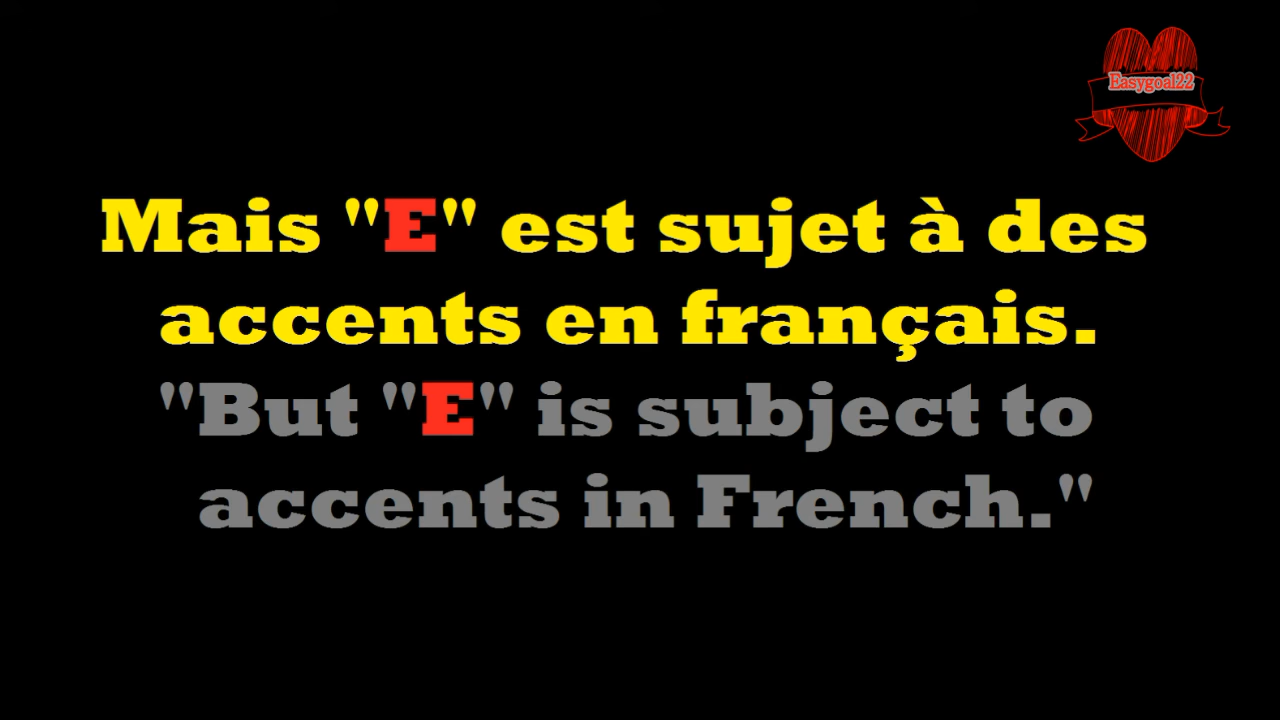 Easygoal22
Mais "E" est sujet à des
accents en français.
"But "E" is subject to
accents in French."